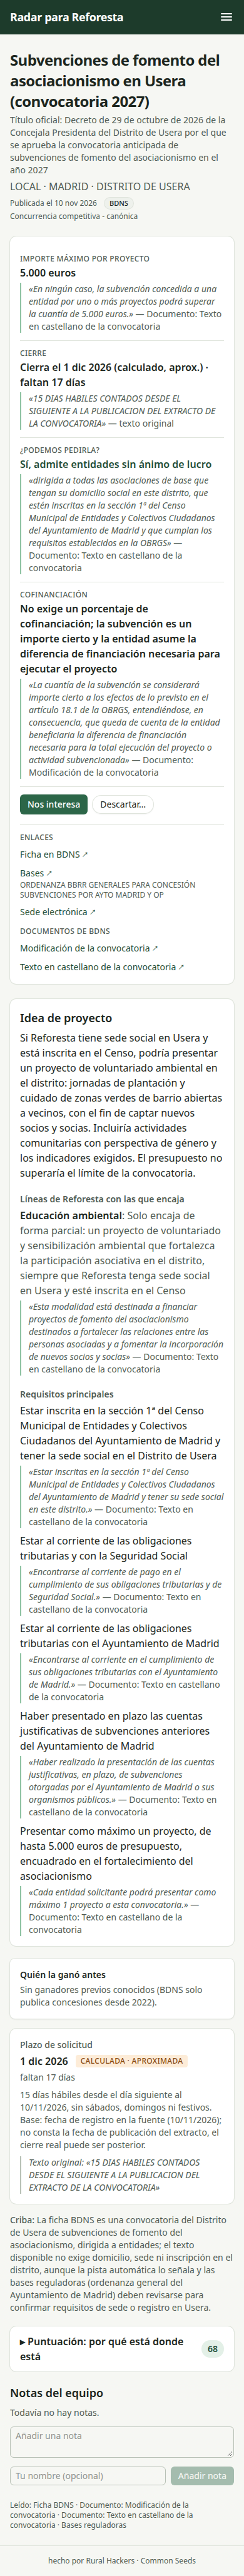 Radar para Reforesta
Subvenciones de fomento del
asociacionismo en Usera
(convocatoria 2027)
Título oficial: Decreto de 29 de octubre de 2026 de la
Concejala Presidenta del Distrito de Usera por el que
se aprueba la convocatoria anticipada de
subvenciones de fomento del asociacionismo en el
año 2027
LOCAL · MADRID · DISTRITO DE USERA
Publicada el 10 nov 2026 BDNS
Concurrencia competitiva - canónica
IMPORTE MÁXIMO POR PROYECTO
5.000 euros
«En ningún caso, la subvención concedida a una
entidad por uno o más proyectos podrá superar
la cuantía de 5.000 euros.» — Documento: Texto
en castellano de la convocatoria
CIERRE
Cierra el 1 dic 2026 (calculado, aprox.) ·
faltan 17 días
«15 DIAS HABILES CONTADOS DESDE EL
SIGUIENTE A LA PUBLICACION DEL EXTRACTO DE
LA CONVOCATORIA» — texto original
¿PODEMOS PEDIRLA?
Sí, admite entidades sin ánimo de lucro
«dirigida a todas las asociaciones de base que
tengan su domicilio social en este distrito, que
estén inscritas en la sección 1ª del Censo
Municipal de Entidades y Colectivos Ciudadanos
del Ayuntamiento de Madrid y que cumplan los
requisitos establecidos en la OBRGS» —
Documento: Texto en castellano de la
convocatoria
COFINANCIACIÓN
No exige un porcentaje de
cofinanciación; la subvención es un
importe cierto y la entidad asume la
diferencia de financiación necesaria para
ejecutar el proyecto
«La cuantía de la subvención se considerará
importe cierto a los efectos de lo previsto en el
artículo 18.1 de la OBRGS, entendiéndose, en
consecuencia, que queda de cuenta de la entidad
beneficiaria la diferencia de financiación
necesaria para la total ejecución del proyecto o
actividad subvencionada» — Documento:
Modificación de la convocatoria
Nos interesa Descartar...
ENLACES
Ficha en BDNS ↗
Bases ↗
ORDENANZA BBRR GENERALES PARA CONCESIÓN
SUBVENCIONES POR AYTO MADRID Y OP
Sede electrónica ↗
DOCUMENTOS DE BDNS
Modificación de la convocatoria ↗
Texto en castellano de la convocatoria ↗
Idea de proyecto
Si Reforesta tiene sede social en Usera y
está inscrita en el Censo, podría presentar
un proyecto de voluntariado ambiental en
el distrito: jornadas de plantación y
cuidado de zonas verdes de barrio abiertas
a vecinos, con el fin de captar nuevos
socios y socias. Incluiría actividades
comunitarias con perspectiva de género y
los indicadores exigidos. El presupuesto no
superaría el límite de la convocatoria.
Líneas de Reforesta con las que encaja
Educación ambiental: Solo encaja de
forma parcial: un proyecto de voluntariado
y sensibilización ambiental que fortalezca
la participación asociativa en el distrito,
siempre que Reforesta tenga sede social
en Usera y esté inscrita en el Censo
«Esta modalidad está destinada a financiar
proyectos de fomento del asociacionismo
destinados a fortalecer las relaciones entre las
personas asociadas y a fomentar la incorporación
de nuevos socios y socias» — Documento: Texto
en castellano de la convocatoria
Requisitos principales
Estar inscrita en la sección 1ª del Censo
Municipal de Entidades y Colectivos
Ciudadanos del Ayuntamiento de Madrid y
tener la sede social en el Distrito de Usera
«Estar inscritas en la sección 1ª del Censo
Municipal de Entidades y Colectivos Ciudadanos
del Ayuntamiento de Madrid y tener su sede social
en este distrito.» — Documento: Texto en
castellano de la convocatoria
Estar al corriente de las obligaciones
tributarias y con la Seguridad Social
«Encontrarse al corriente de pago en el
cumplimiento de sus obligaciones tributarias y de
Seguridad Social.» — Documento: Texto en
castellano de la convocatoria
Estar al corriente de las obligaciones
tributarias con el Ayuntamiento de Madrid
«Encontrarse al corriente en el cumplimiento de
sus obligaciones tributarias con el Ayuntamiento
de Madrid.» — Documento: Texto en castellano
de la convocatoria
Haber presentado en plazo las cuentas
justificativas de subvenciones anteriores
del Ayuntamiento de Madrid
«Haber realizado la presentación de las cuentas
justificativas, en plazo, de subvenciones
otorgadas por el Ayuntamiento de Madrid o sus
organismos públicos.» — Documento: Texto en
castellano de la convocatoria
Presentar como máximo un proyecto, de
hasta 5.000 euros de presupuesto,
encuadrado en el fortalecimiento del
asociacionismo
«Cada entidad solicitante podrá presentar como
máximo 1 proyecto a esta convocatoria.» —
Documento: Texto en castellano de la
convocatoria
Quién la ganó antes
Sin ganadores previos conocidos (BDNS solo
publica concesiones desde 2022).
Plazo de solicitud
1 dic 2026 CALCULADA · APROXIMADA
faltan 17 días
15 días hábiles desde el día siguiente al
10/11/2026, sin sábados, domingos ni festivos.
Base: fecha de registro en la fuente (10/11/2026);
no consta la fecha de publicación del extracto, el
cierre real puede ser posterior.
Texto original: «15 DIAS HABILES CONTADOS
DESDE EL SIGUIENTE A LA PUBLICACION DEL
EXTRACTO DE LA CONVOCATORIA»
Criba: La ficha BDNS es una convocatoria del Distrito
de Usera de subvenciones de fomento del
asociacionismo, dirigida a entidades; el texto
disponible no exige domicilio, sede ni inscripción en el
distrito, aunque la pista automática lo señala y las
bases reguladoras (ordenanza general del
Ayuntamiento de Madrid) deben revisarse para
confirmar requisitos de sede o registro en Usera.
▸ Puntuación: por qué está donde
está 68
Notas del equipo
Todavía no hay notas.
Añadir una nota
Tu nombre (opcional) Añadir nota
Leído: Ficha BDNS · Documento: Modificación de la
convocatoria · Documento: Texto en castellano de la
convocatoria · Bases reguladoras
hecho por Rural Hackers · Common Seeds